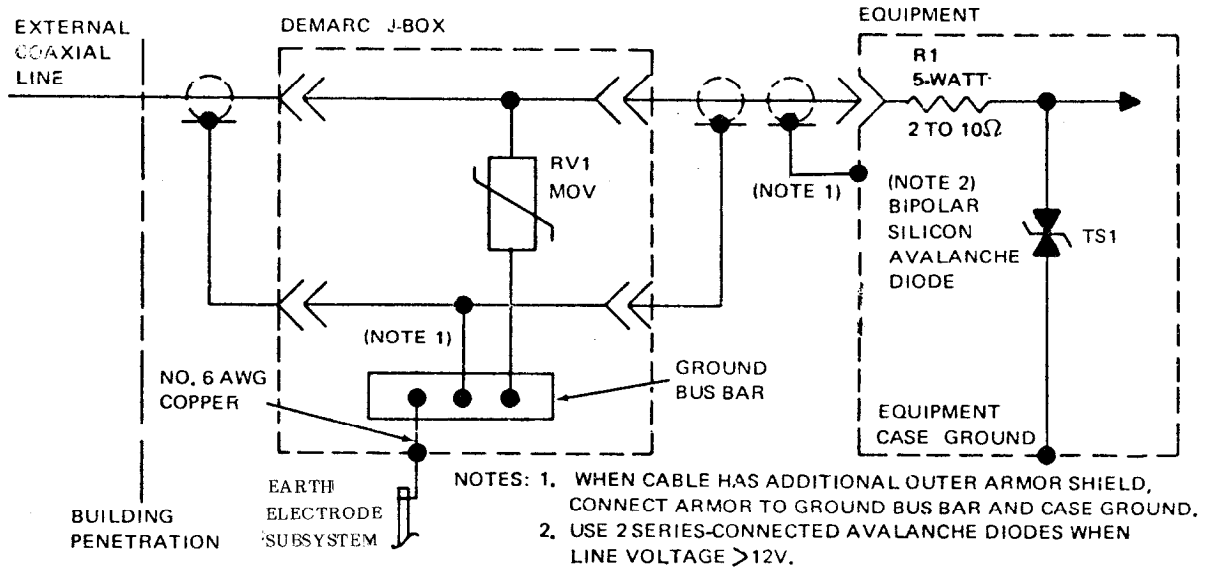 EXTERNAL
COAXIAL
LINE
DEMARC J-BOX
EQUIPMENT
R1
5-WATT
2 TO 10Ω
RV1
MOV
(NOTE 1)
(NOTE 2)
BIPOLAR
SILICON
AVALANCHE
DIODE
TS1
(NOTE 1)
NO. 6 AWG
COPPER
GROUND
BUS BAR
EQUIPMENT
CASE GROUND
EARTH
ELECTRODE
SUBSYSTEM
BUILDING
PENETRATION
NOTES: 1. WHEN CABLE HAS ADDITIONAL OUTER ARMOR SHIELD,
CONNECT ARMOR TO GROUND BUS BAR AND CASE GROUND.
2. USE 2 SERIES-CONNECTED AVALANCHE DIODES WHEN
LINE VOLTAGE >12V.